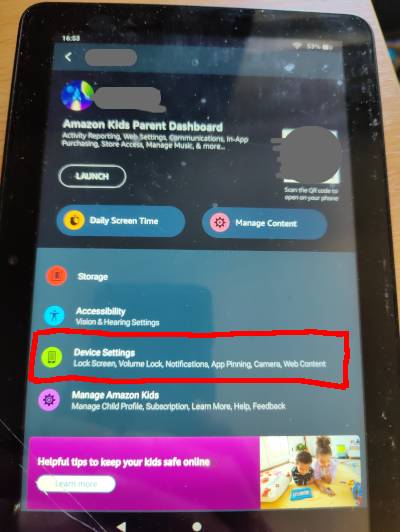 16:53
53%
Amazon Kids Parent Dashboard
Activity Reporting, Web Settings, Communications, In-App
Purchasing, Store Access, Manage Music, & more...
LAUNCH
Scan the QR code to
open on your phone
Daily Screen Time
Manage Content
Storage
Accessibility
Vision & Hearing Settings
Device Settings
Lock Screen, Volume Lock, Notifications, App Pinning, Camera, Web Content
Manage Amazon Kids
Manage Child Profile, Subscription, Learn More, Help, Feedback
Helpful tips to keep your kids safe online
Learn more